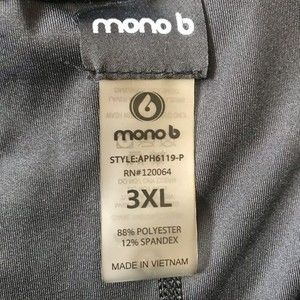 mono b
mono b
STYLE:APH6119-P
RN#120064
3XL
88% POLYESTER
12% SPANDEX
MADE IN VIETNAM